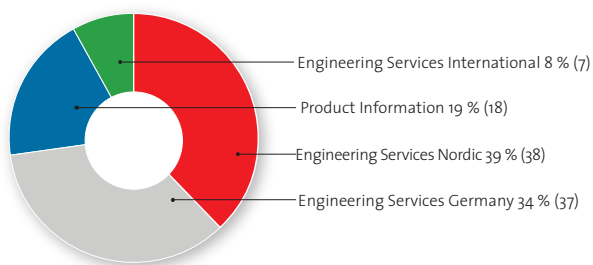 Engineering Services International 8 % (7)
Product Information 19 % (18)
Engineering Services Nordic 39 % (38)
Engineering Services Germany 34 % (37)